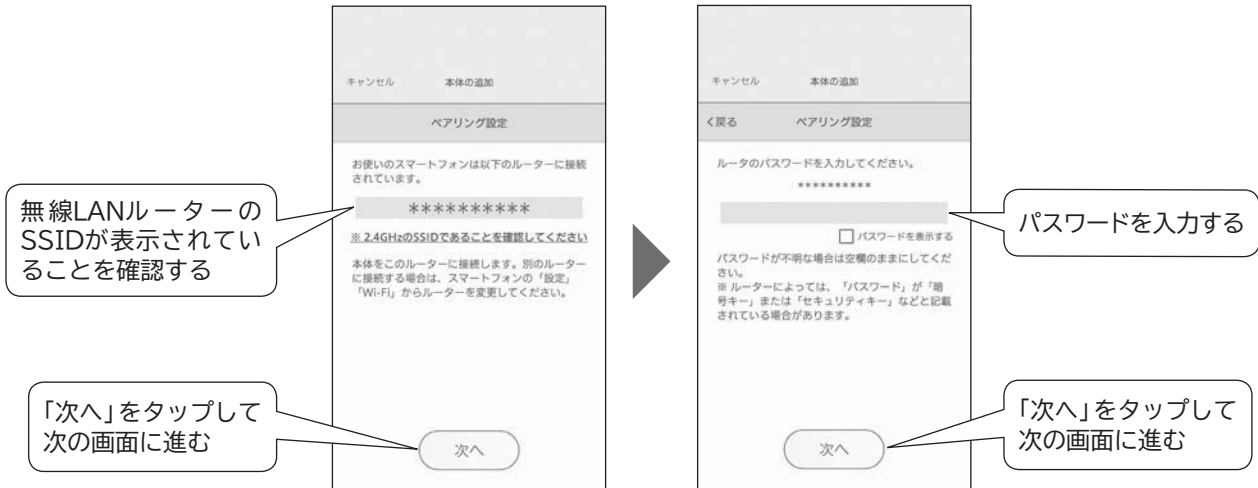 キャンセル 本体の追加
ペアリング設定
お使いのスマートフォンは以下のルーターに接続
されています。
**********
※ 2.4GHzのSSIDであることを確認してください
本体をこのルーターに接続します。別のルーター
に接続する場合は、スマートフォンの「設定」
「Wi-Fi」からルーターを変更してください。
次へ
無線LANルーターの
SSIDが表示されてい
ることを確認する
「次へ」をタップして
次の画面に進む
キャンセル 本体の追加
く戻る ペアリング設定
ルータのパスワードを入力してください。
**********
パスワードを表示する
パスワードが不明な場合は空欄のままにしてくだ
さい。
※ ルーターによっては、「パスワード」が「暗
号キー」または「セキュリティキー」などと記載
されている場合があります。
次へ
パスワードを入力する
「次へ」をタップして
次の画面に進む